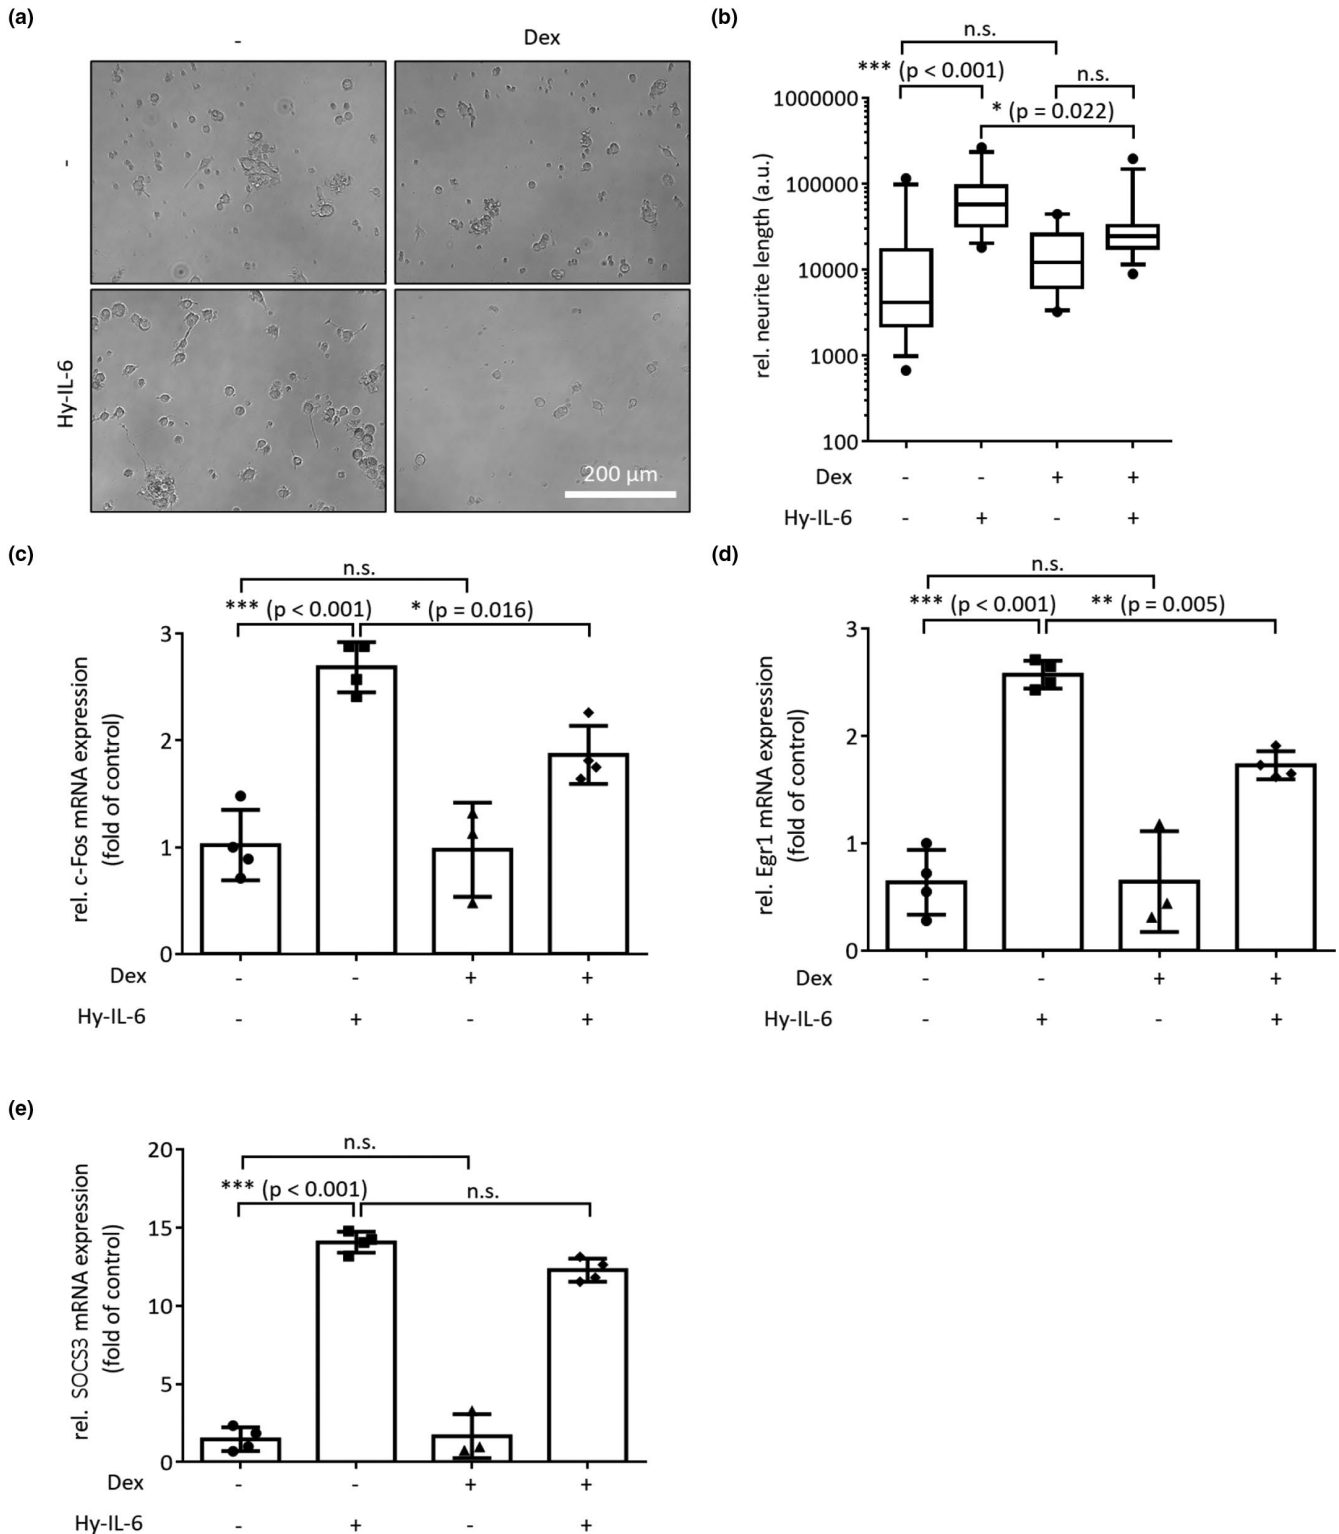 (a)
-
Dex
-
Hy-IL-6
200 µm
(b)
n.s.
*** (p < 0.001)
n.s.
* (p = 0.022)
rel. neurite length (a.u.)
1000000
100000
10000
1000
100
Dex
-
-
+
+
Hy-IL-6
-
+
-
+
(c)
n.s.
*** (p < 0.001)
* (p = 0.016)
rel. c-Fos mRNA expression
(fold of control)
3
2
1
0
Dex
-
-
+
+
Hy-IL-6
-
+
-
+
(d)
n.s.
*** (p < 0.001)
** (p = 0.005)
rel. Egr1 mRNA expression
(fold of control)
3
2
1
0
Dex
-
-
+
+
Hy-IL-6
-
+
-
+
(e)
n.s.
*** (p < 0.001)
n.s.
rel. SOCS3 mRNA expression
(fold of control)
20
15
10
5
0
Dex
-
-
+
+
Hy-IL-6
-
+
-
+